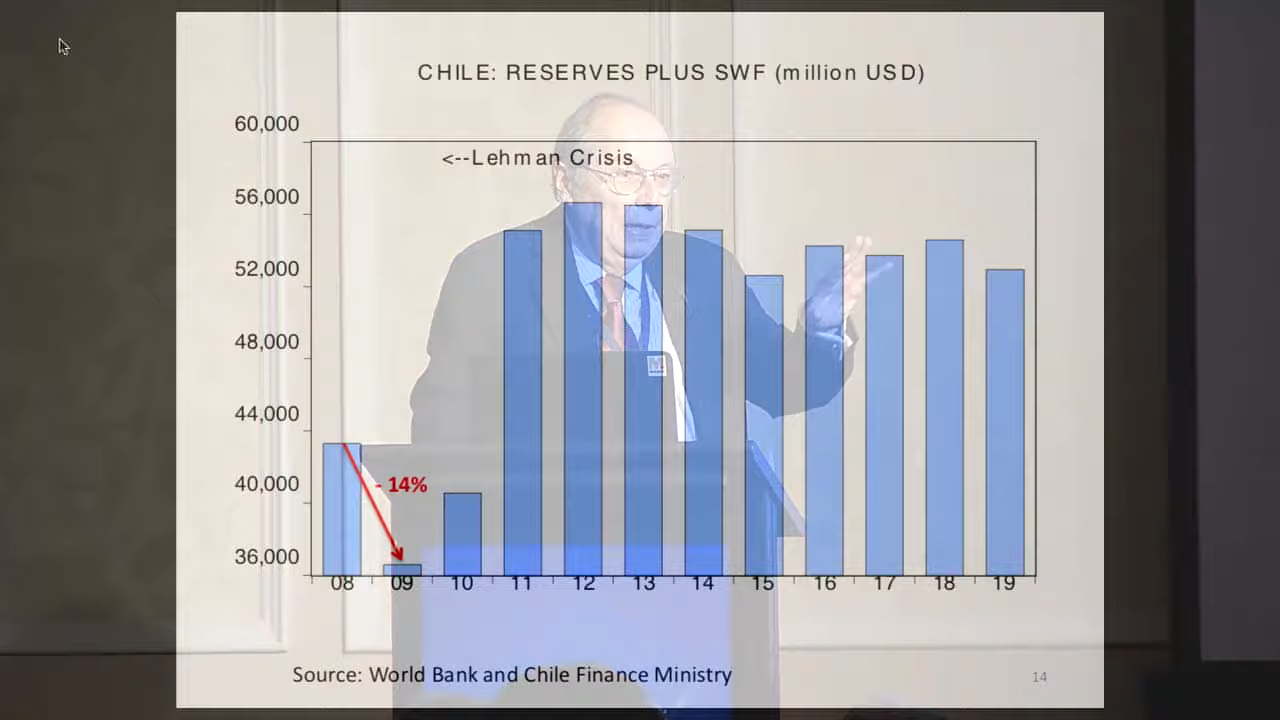 CHILE: RESERVES PLUS SWF (million USD)
60,000
<--Lehman Crisis
56,000
52,000
48,000
44,000
- 14%
40,000
36,000
08 09 10 11 12 13 14 15 16 17 18 19
Source: World Bank and Chile Finance Ministry
14